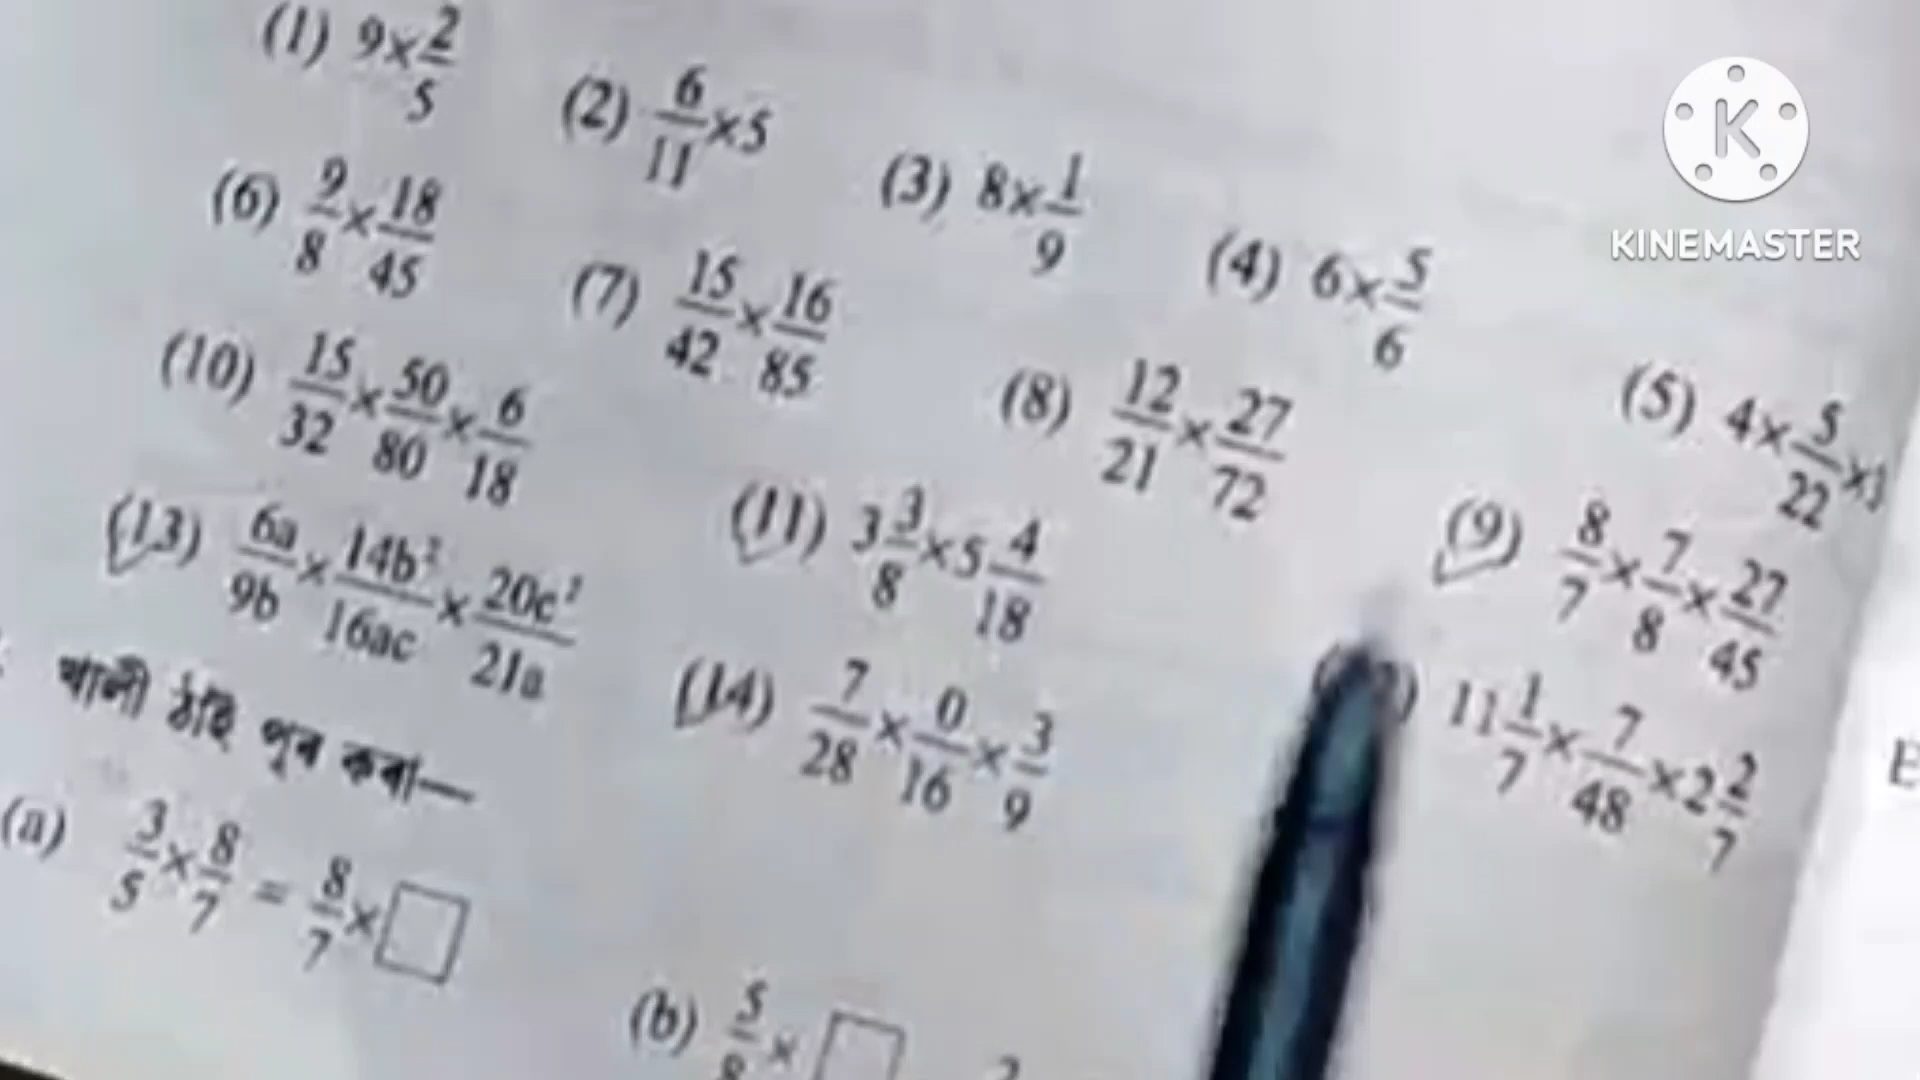 (1) 9×2/5 (2) 6/11×5 (3) 8×1/9 (4) 6×5/6 (5) 4×5/22×
(6) 9/8×18/45 (7) 15/42×16/85 (8) 12/21×27/72 (9) 8/7×7/8×27/45
(10) 15/32×50/80×6/18 (11) 3 3/8×5 4/18 11 1/7×7/48×2 2/7
(13) 6a/9b×14b²/16ac×20c²/21a (14) 7/28×0/16×3/9
খালী ঠাই পূৰ কৰা—
(a) 3/5×8/7 = 8/7×□
(b) 5/8×□
KINEMASTER